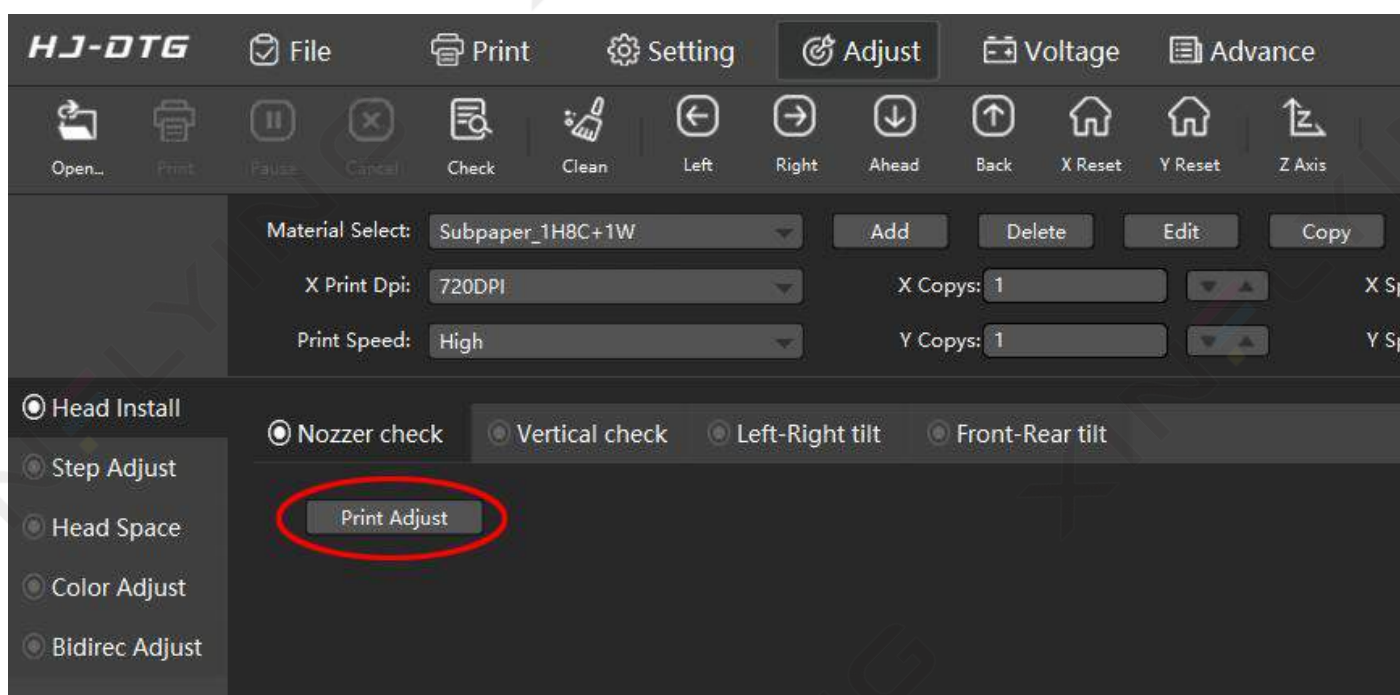 HJ-DTG File Print Setting Adjust Voltage Advance
Open... Print Pause Cancel Check Clean Left Right Ahead Back X Reset Y Reset Z Axis
Material Select: Subpaper_1H8C+1W Add Delete Edit Copy
X Print Dpi: 720DPI X Copys: 1 X Sp
Print Speed: High Y Copys: 1 Y Sp
Head Install
Nozzer check Vertical check Left-Right tilt Front-Rear tilt
Step Adjust
Print Adjust
Head Space
Color Adjust
Bidirec Adjust